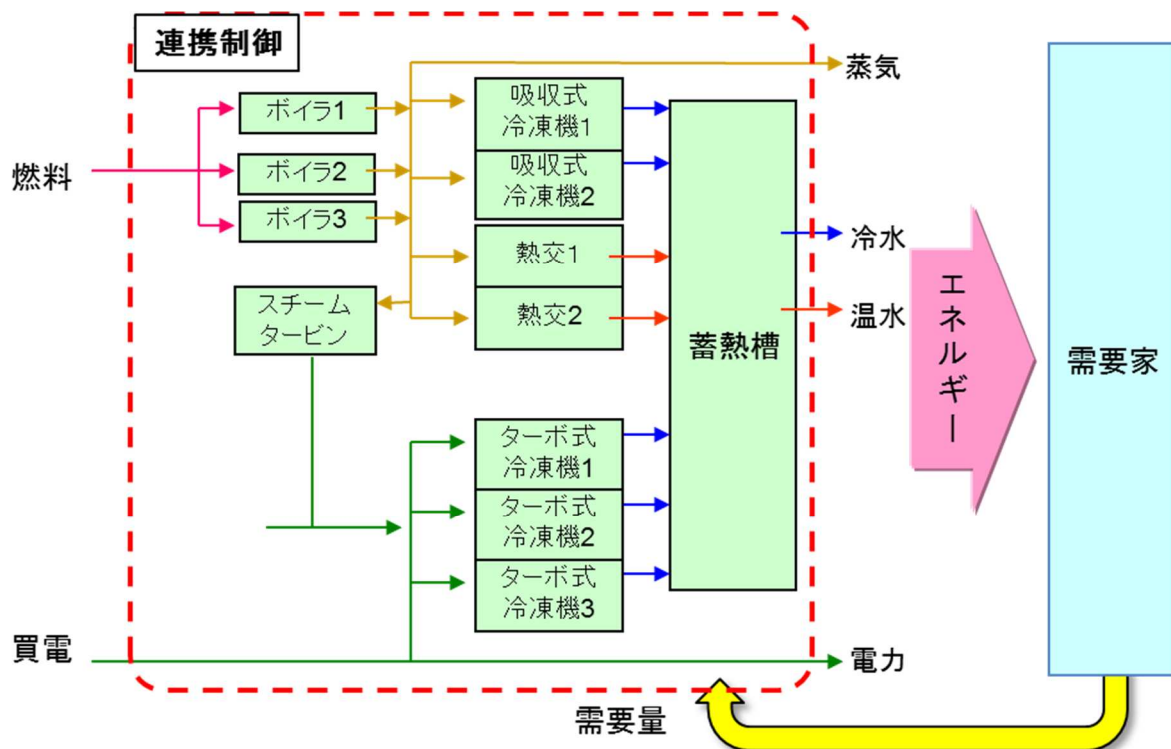 連携制御
蒸気
ボイラ1
吸収式
冷凍機1
燃料
ボイラ2
吸収式
冷凍機2
ボイラ3
冷水
熱交1
スチーム
タービン
熱交2
温水
蓄熱槽
エネルギー
需要家
ターボ式
冷凍機1
ターボ式
冷凍機2
ターボ式
冷凍機3
買電
電力
需要量